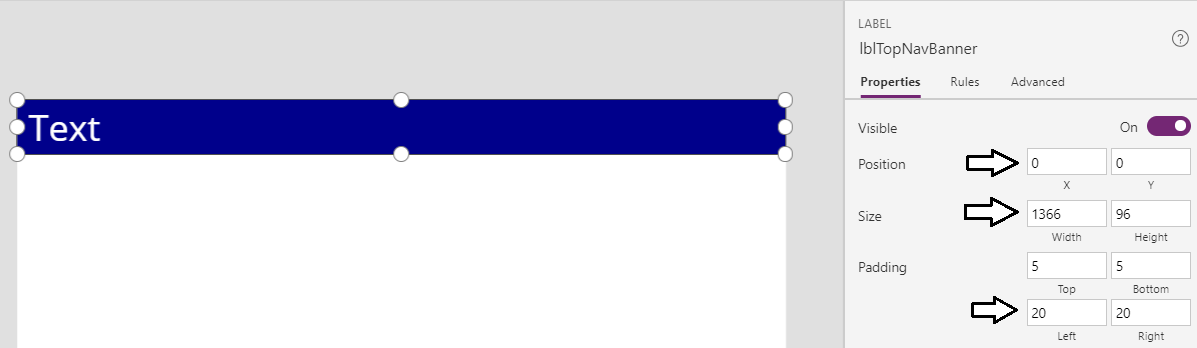 Text
LABEL
lblTopNavBanner
?
Properties Rules Advanced
Visible On
Position 0 0
X Y
Size 1366 96
Width Height
Padding 5 5
Top Bottom
20 20
Left Right